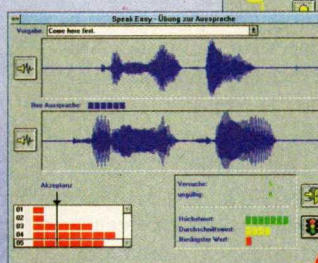 Speak Easy - Übung zur Aussprache
Vorgabe: Come here first.
Ihre Aussprache:
Akzeptanz
01
02
03
04
05
Versuche:
ungültig:
Höchstwert:
Durchschnittswert:
Niedrigster Wert: